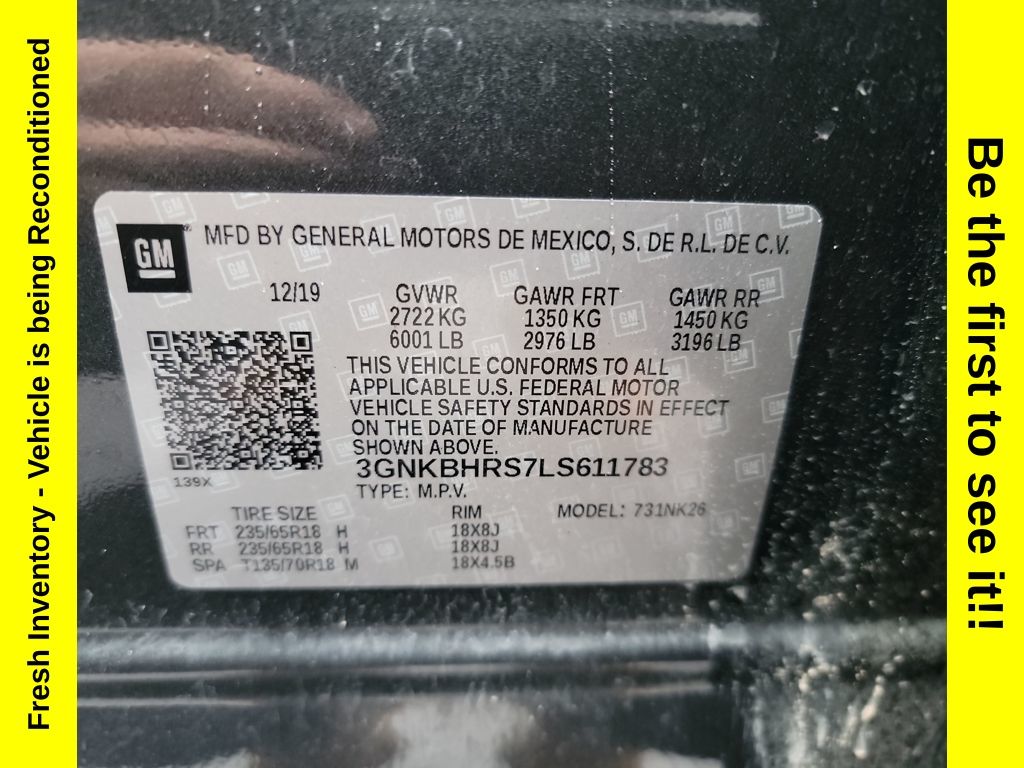 Fresh Inventory - Vehicle is being Reconditioned
GM
MFD BY GENERAL MOTORS DE MEXICO, S. DE R.L. DE C.V.
12/19 GVWR GAWR FRT GAWR RR
2722 KG 1350 KG 1450 KG
6001 LB 2976 LB 3196 LB
THIS VEHICLE CONFORMS TO ALL
APPLICABLE U.S. FEDERAL MOTOR
VEHICLE SAFETY STANDARDS IN EFFECT
ON THE DATE OF MANUFACTURE
SHOWN ABOVE.
3GNKBHRS7LS611783
139X
TYPE: M.P.V.
TIRE SIZE RIM MODEL: 731NK26
FRT 235/65R18 H 18X8J
RR 235/65R18 H 18X8J
SPA T135/70R18 M 18X4.5B
Be the first to see it!!